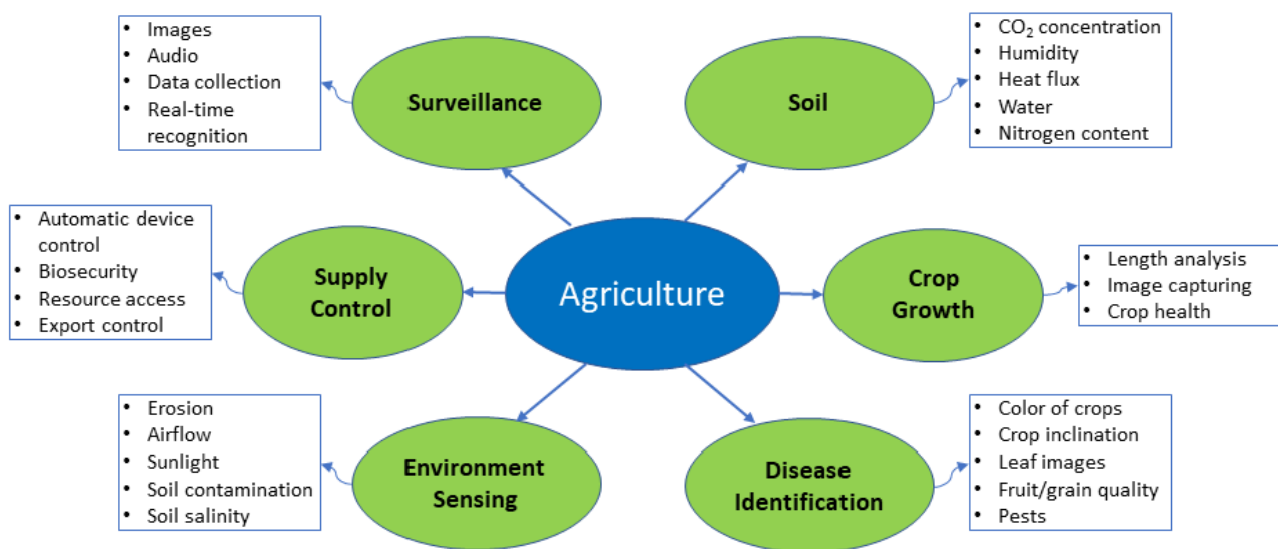 • Images
• Audio
• Data collection
• Real-time
recognition
Surveillance
Soil
• CO₂ concentration
• Humidity
• Heat flux
• Water
• Nitrogen content
• Automatic device
control
• Biosecurity
• Resource access
• Export control
Supply
Control
Agriculture
Crop
Growth
• Length analysis
• Image capturing
• Crop health
• Erosion
• Airflow
• Sunlight
• Soil contamination
• Soil salinity
Environment
Sensing
Disease
Identification
• Color of crops
• Crop inclination
• Leaf images
• Fruit/grain quality
• Pests